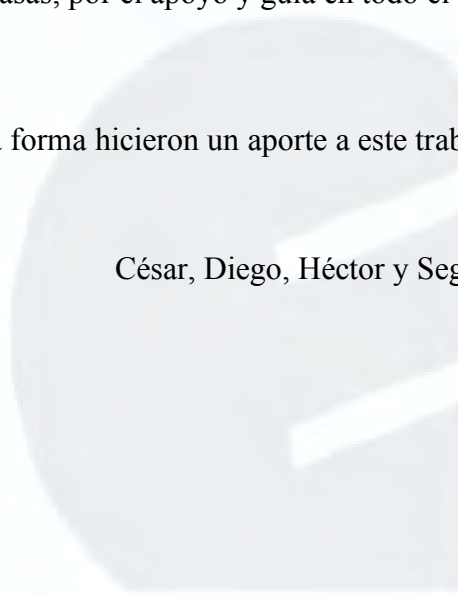 asas, por el apoyo y guía en todo el
forma hicieron un aporte a este trab
César, Diego, Héctor y Seg